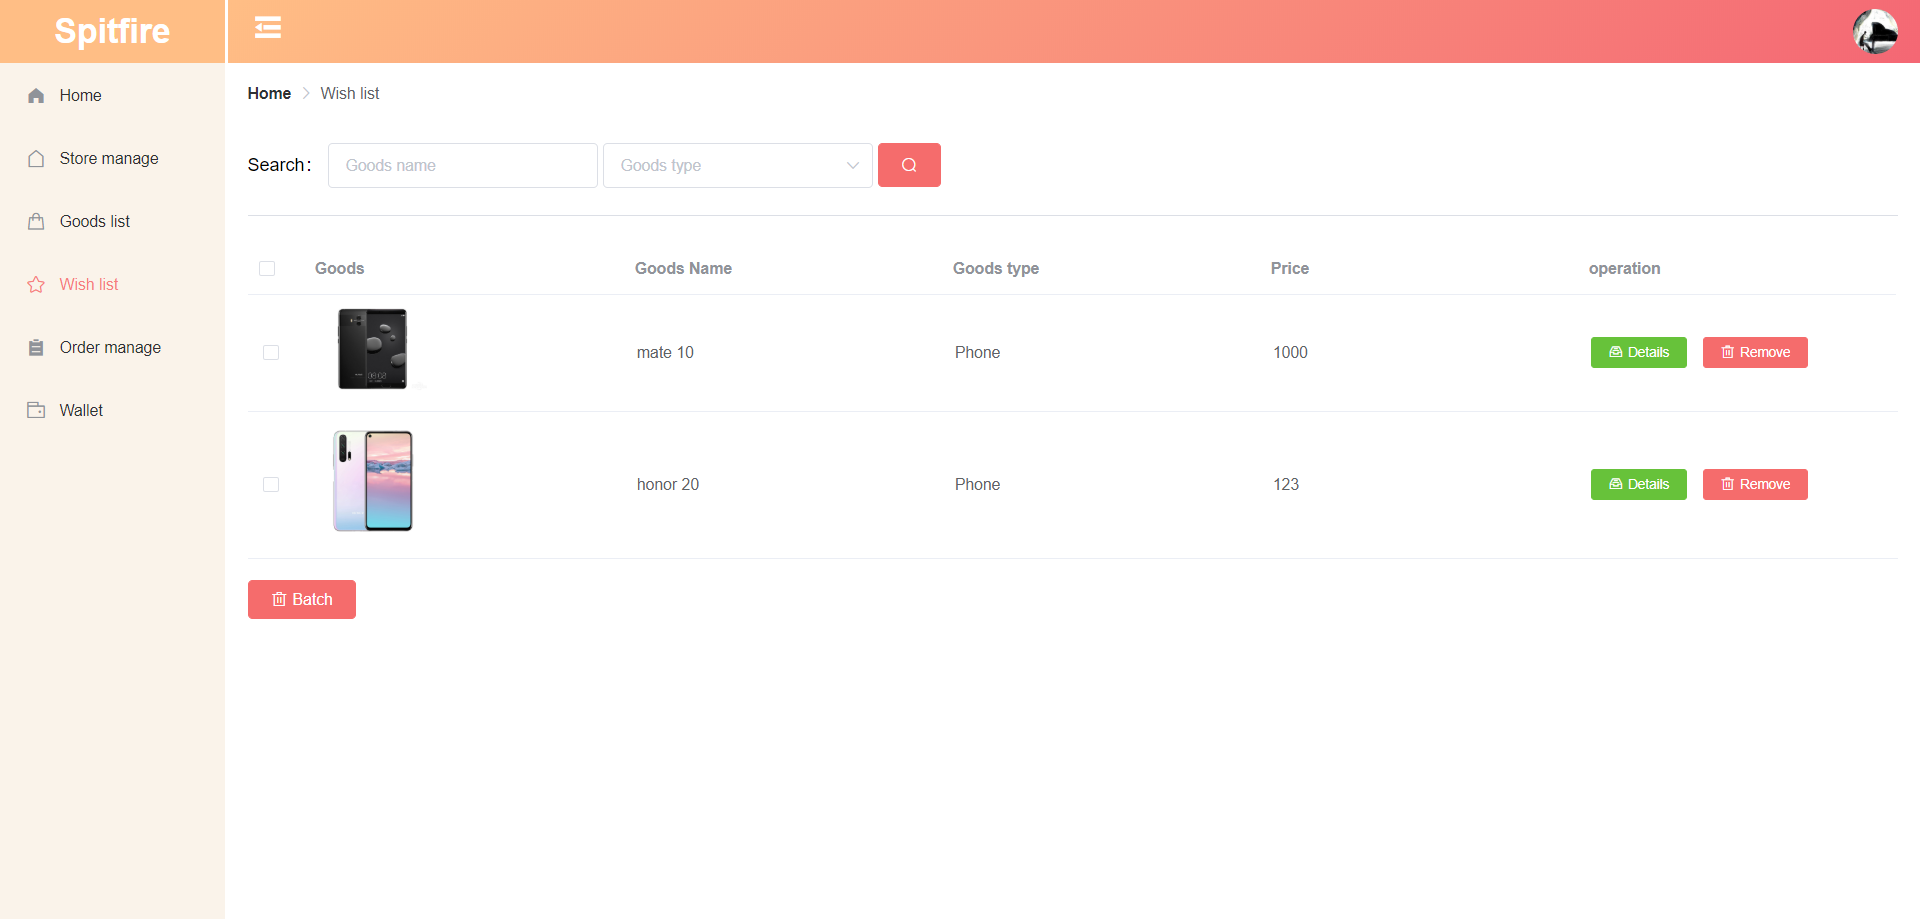 Spitfire
Home
Store manage
Goods list
Wish list
Order manage
Wallet
Home > Wish list
Search: Goods name Goods type
Goods Goods Name Goods type Price operation
08:02
mate 10 Phone 1000 Details Remove
honor 20 Phone 123 Details Remove
Batch